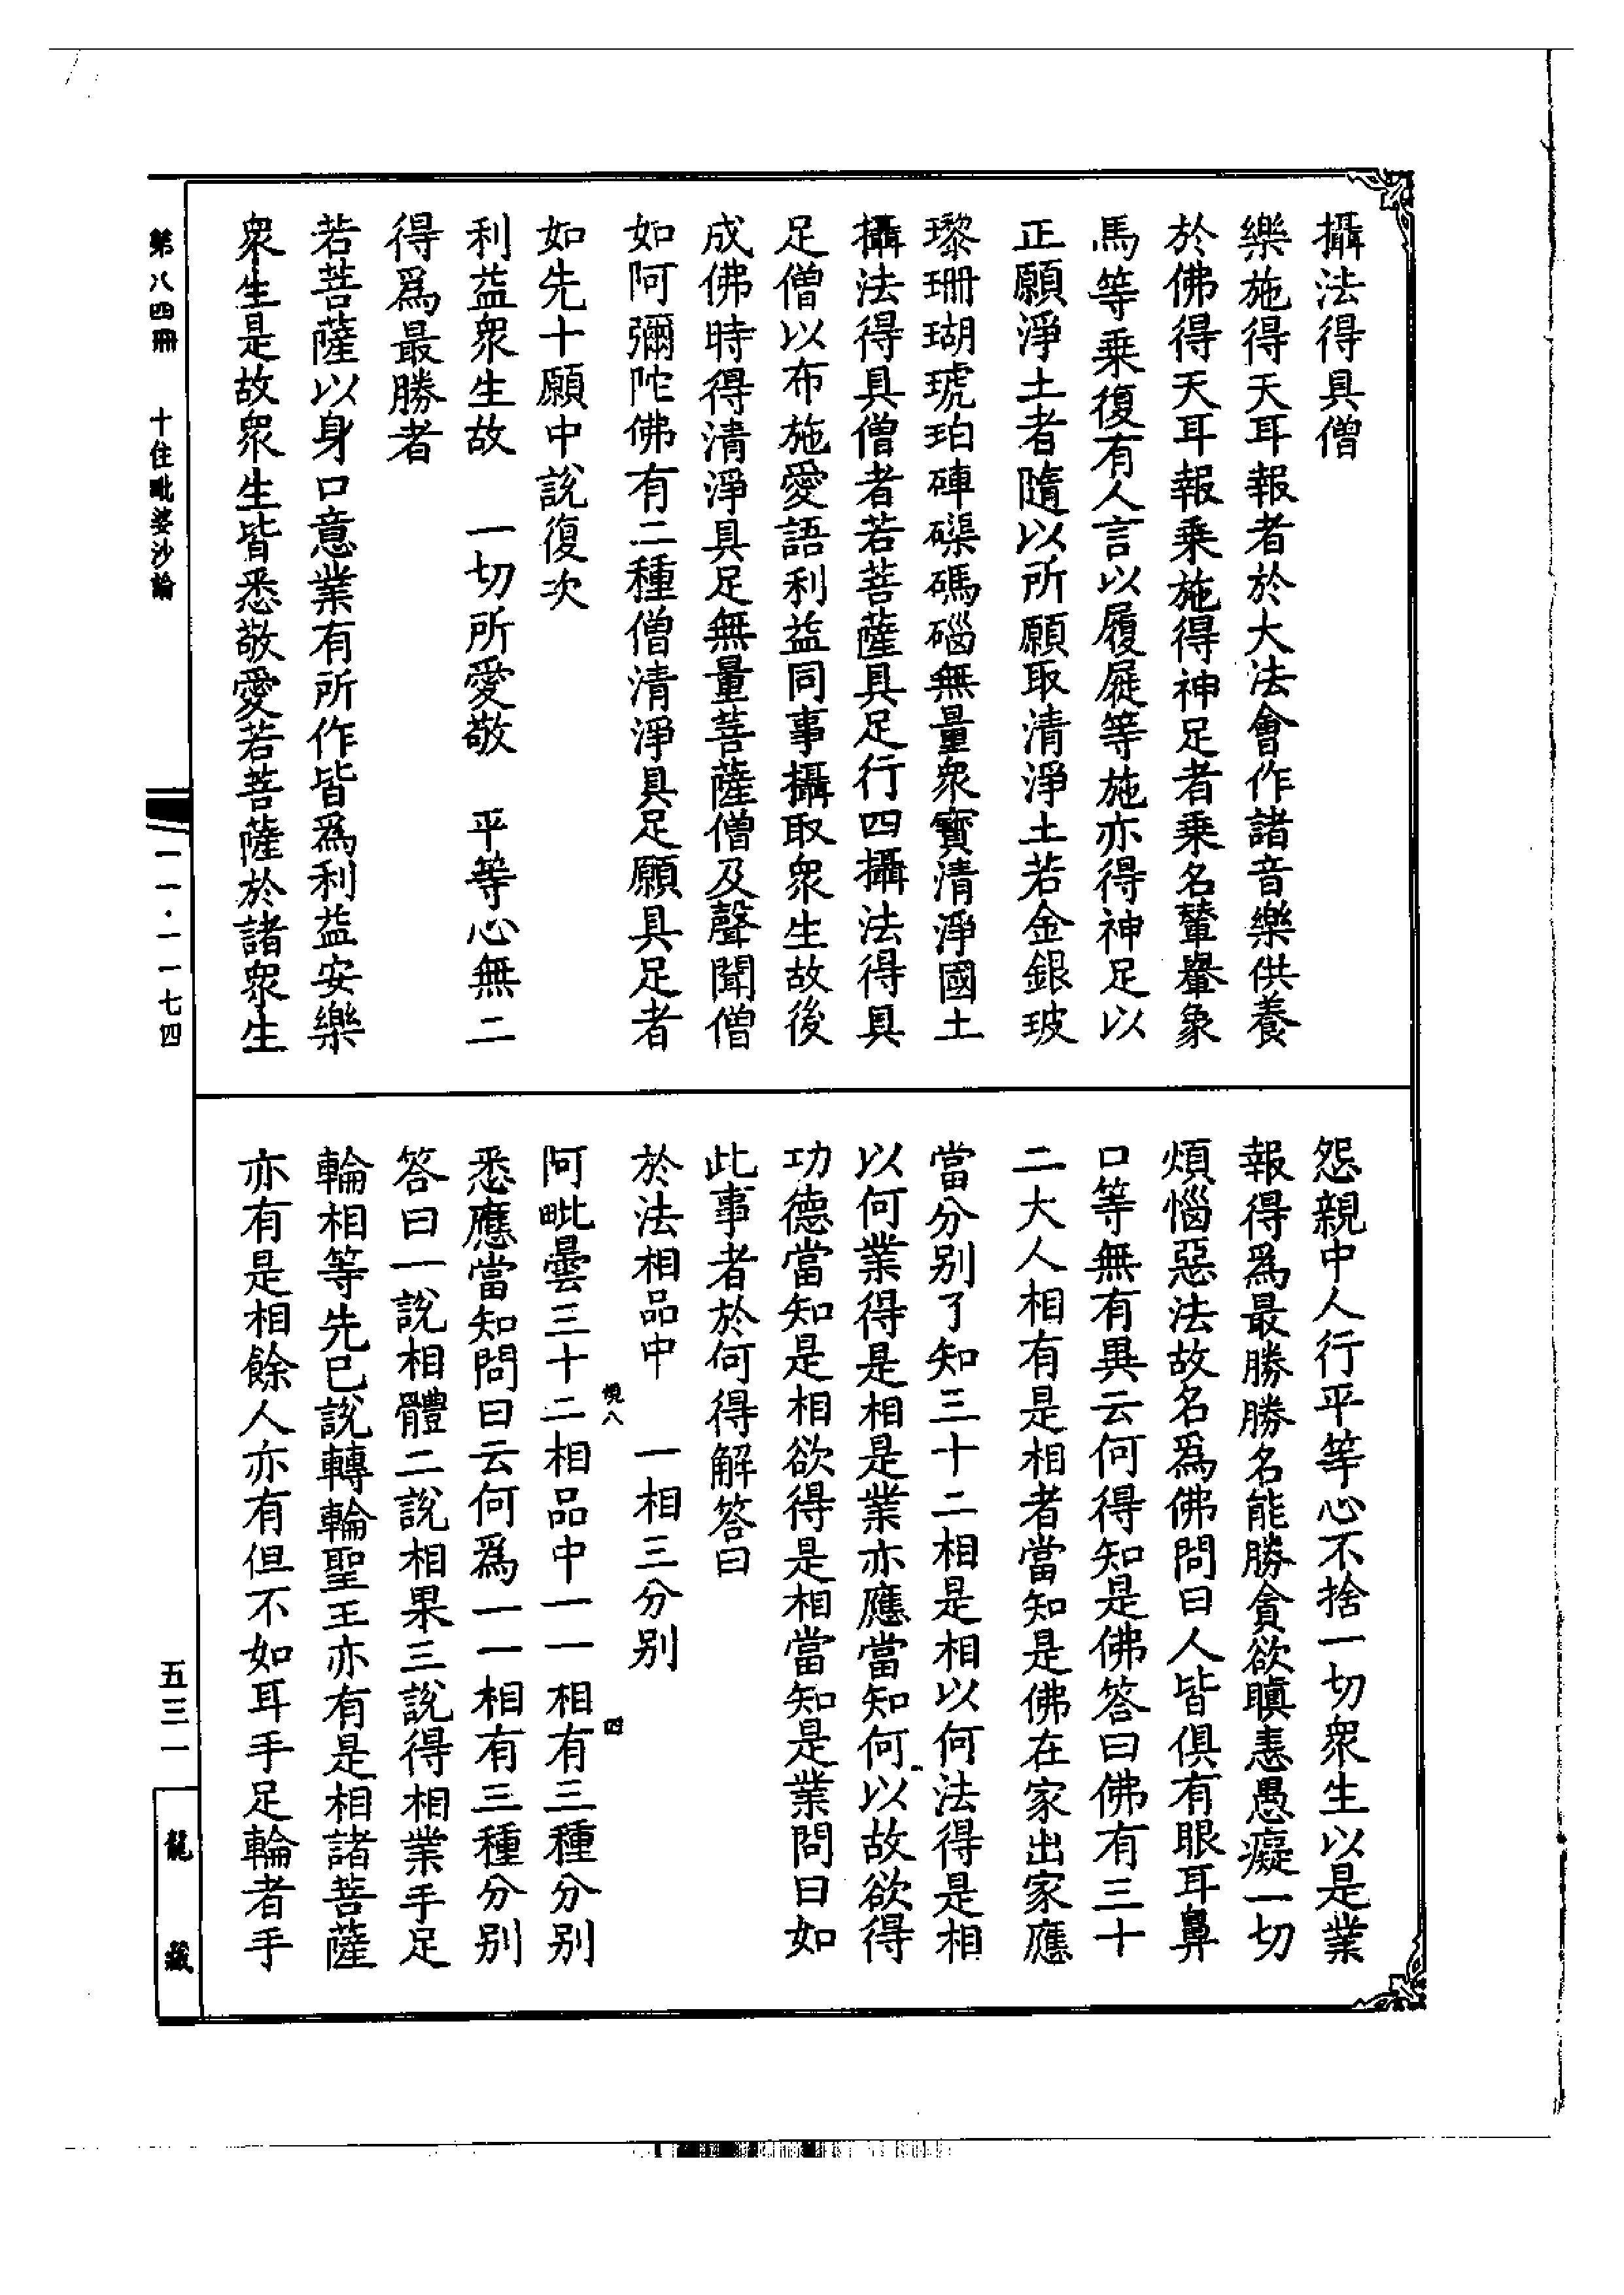 攝法得具僧
樂施得天耳報者於大法會作諸音樂供養
於佛得天耳報乘施得神足者乘名輦轝象
馬等乘復有人言以履屣等施亦得神足以
正願淨土者隨以所願取清淨土若金銀玻
瓈珊瑚琥珀硨磲碼碯無量衆寶清淨國土
攝法得具僧者若菩薩具足行四攝法得具
足僧以布施愛語利益同事攝取衆生故後
成佛時得清淨具足無量菩薩僧及聲聞僧
如阿彌陀佛有二種僧清淨具足願具足者
如先十願中說復次
利益衆生故　一切所愛敬　平等心無二
得爲最勝者
若菩薩以身口意業有所作皆爲利益安樂
衆生是故衆生皆悉敬愛若菩薩於諸衆生
怨親中人行平等心不捨一切衆生以是業
報得爲最勝勝名能勝貪欲瞋恚愚癡一切
煩惱惡法故名爲佛問曰人皆俱有眼耳鼻
口等無有異云何得知是佛答曰佛有三十
二大人相有是相者當知是佛在家出家應
當分别了知三十二相是相以何法得是相
以何業得是相是業亦應當知何以故欲得
功德當知是相欲得是相當知是業問曰如
此事者於何得解答曰
於法相品中　一相三分别
阿毗曇三十二相品中一一相有三種分别
悉應當知問曰云何爲一一相有三種分别
答曰一說相體二說相果三說得相業手足
輪相等先已說轉輪聖王亦有是相諸菩薩
亦有是相餘人亦有但不如耳手足輪者手
八
四
第八四冊　十住毗婆沙論
一一·一一七四
五三一
龍藏